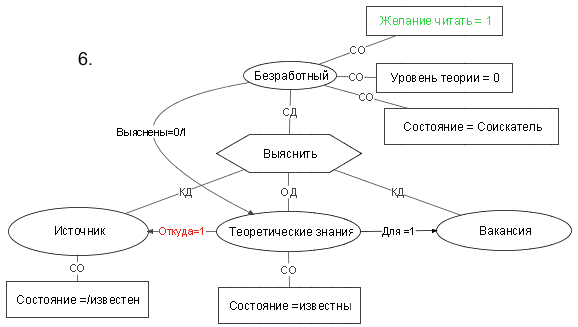 Желание читать = 1
СО
6.
Безработный
СО
Уровень теории = 0
СО
СД
Состояние = Соискатель
Выяснены=0/1
Выяснить
КД
ОД
КД
Источник
Откуда=1
Теоретические знания
Для =1
Вакансия
СО
СО
Состояние =/известен
Состояние =известны